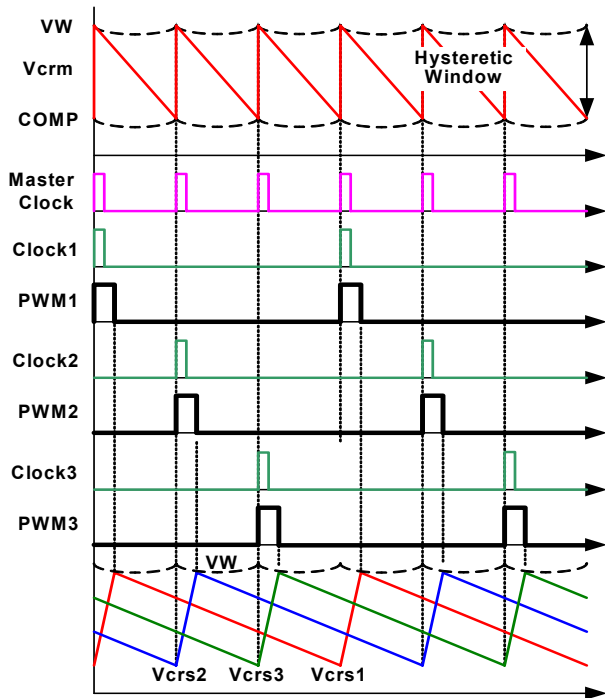 VW
Vcrm
Hysteretic
Window
COMP
Master
Clock
Clock1
PWM1
Clock2
PWM2
Clock3
PWM3
VW
Vcrs2
Vcrs3
Vcrs1